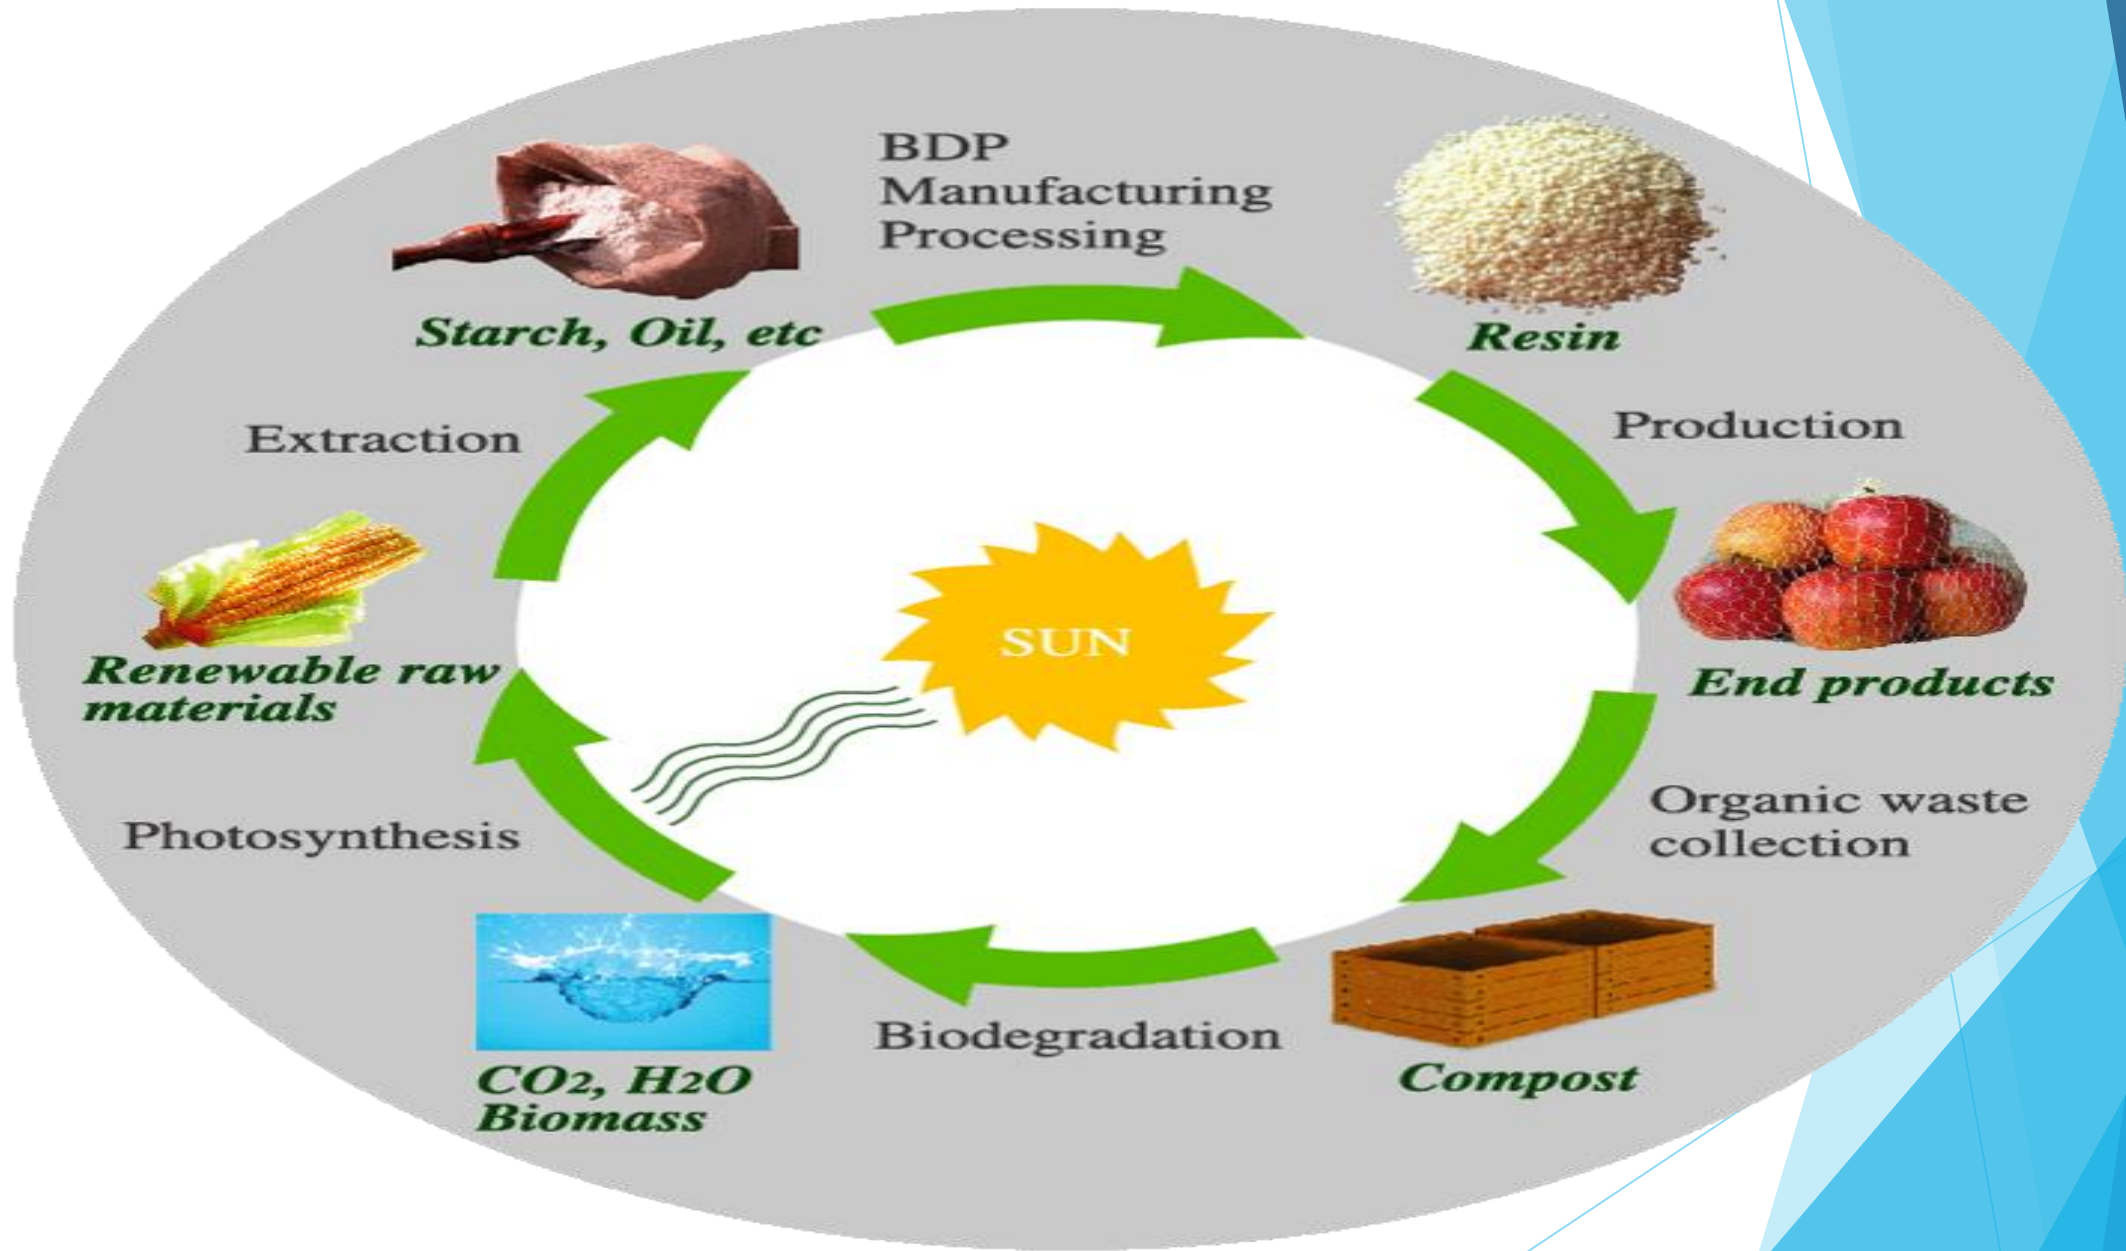 BDP
Manufacturing
Processing
Starch, Oil, etc
Resin
Extraction
Production
SUN
Renewable raw
materials
End products
Photosynthesis
Organic waste
collection
Biodegradation
CO2, H2O
Biomass
Compost